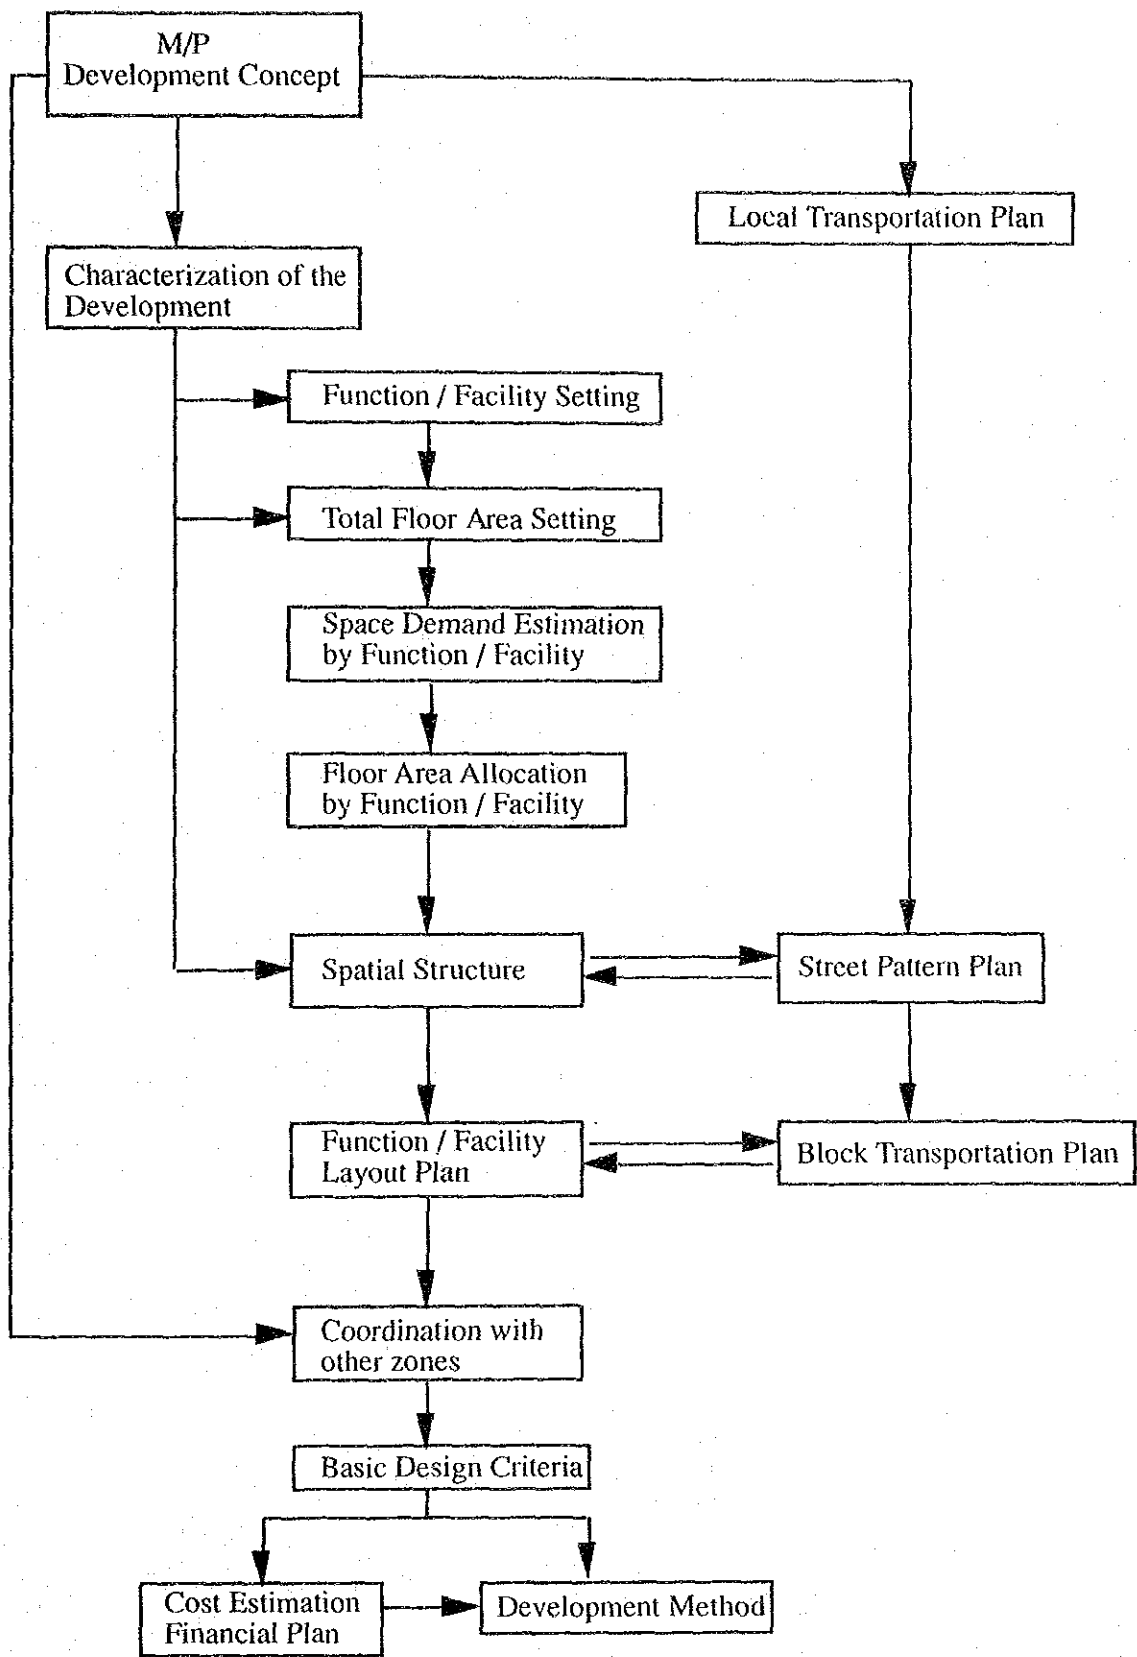 M/P
Development Concept
Local Transportation Plan
Characterization of the
Development
Function / Facility Setting
Total Floor Area Setting
Space Demand Estimation
by Function / Facility
Floor Area Allocation
by Function / Facility
Spatial Structure
Street Pattern Plan
Function / Facility
Layout Plan
Block Transportation Plan
Coordination with
other zones
Basic Design Criteria
Cost Estimation
Financial Plan
Development Method